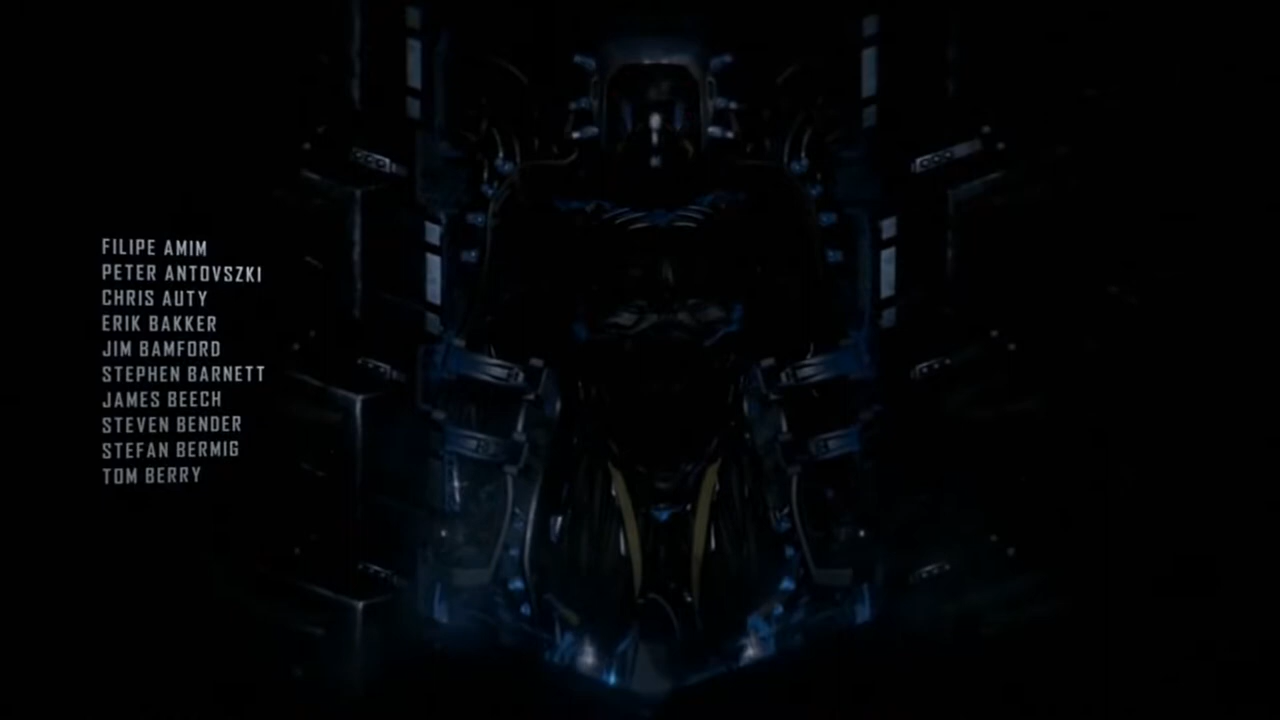 FILIPE AMIM
PETER ANTOVSZKI
CHRIS AUTY
ERIK BAKKER
JIM BAMFORD
STEPHEN BARNETT
JAMES BEECH
STEVEN BENDER
STEFAN BERMIG
TOM BERRY